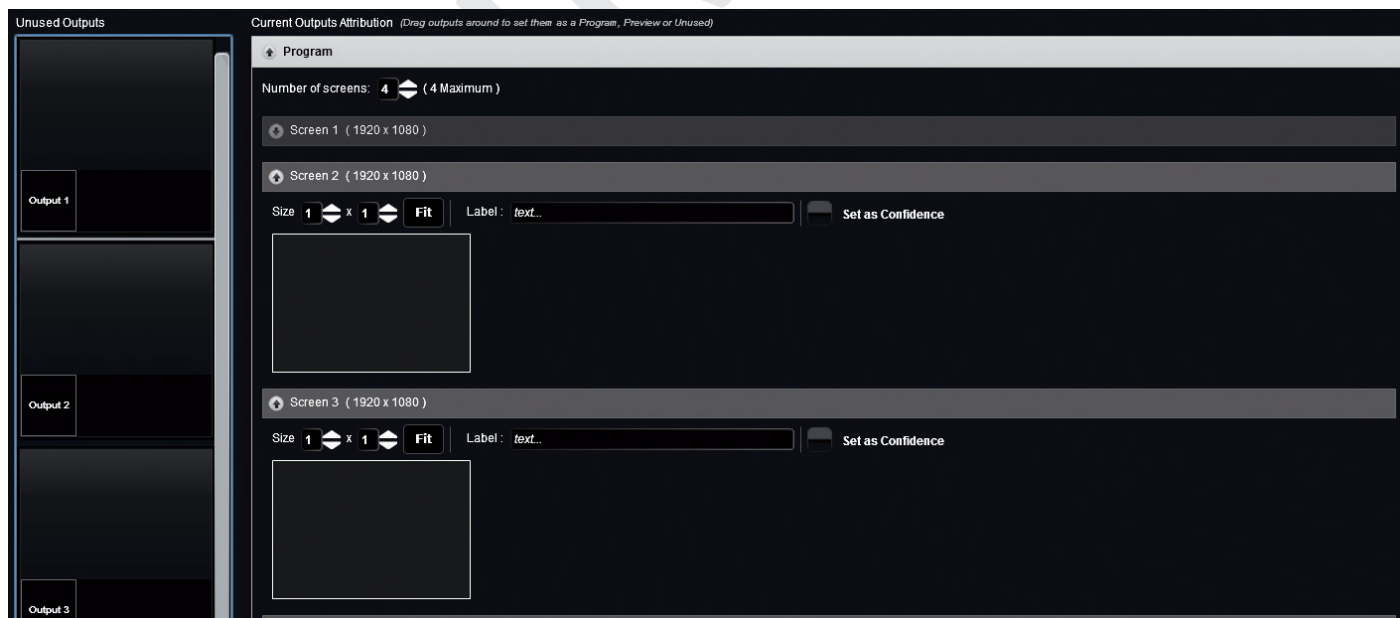 Unused Outputs
Current Outputs Attribution (Drag outputs around to set them as a Program, Preview or Unused)
Program
Number of screens: 4 ( 4 Maximum )
Screen 1 ( 1920 x 1080 )
Screen 2 ( 1920 x 1080 )
Output 1
Size 1 x 1 Fit Label : text... Set as Confidence
Output 2
Screen 3 ( 1920 x 1080 )
Size 1 x 1 Fit Label : text... Set as Confidence
Output 3